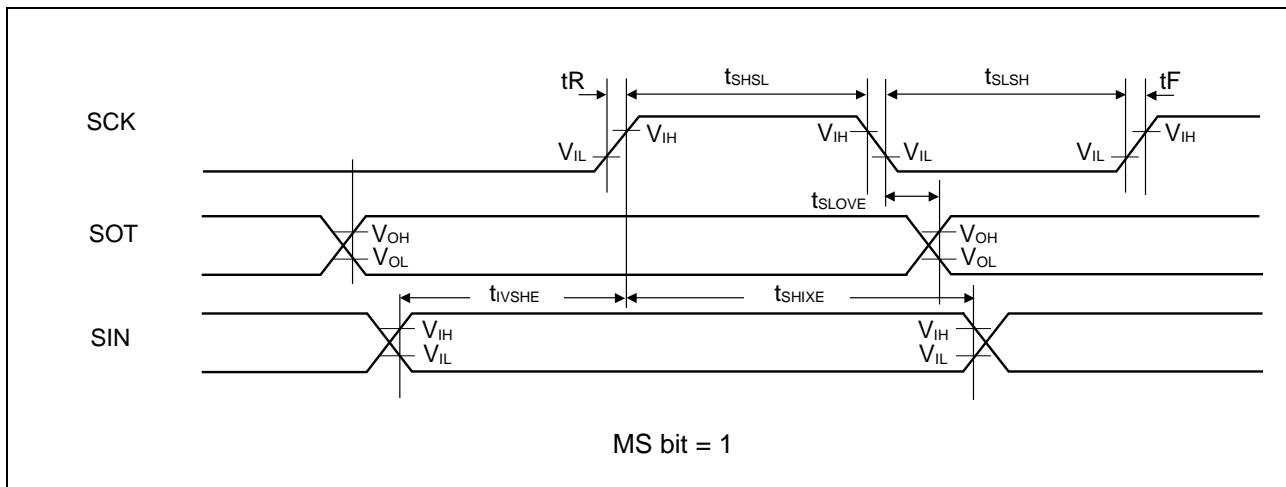 tR
tSHSL
tSLSH
tF
SCK
VIH
VIH
VIH
VIL
VIL
VIL
tSLOVE
SOT
VOH
VOH
VOL
VOL
tIVSHE
tSHIXE
SIN
VIH
VIH
VIL
VIL
MS bit = 1